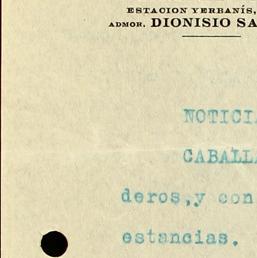 ESTACION YERBANÍS,
ADMOR. DIONISIO SA
NOTICI
CABALL
deros,y con
estancias.